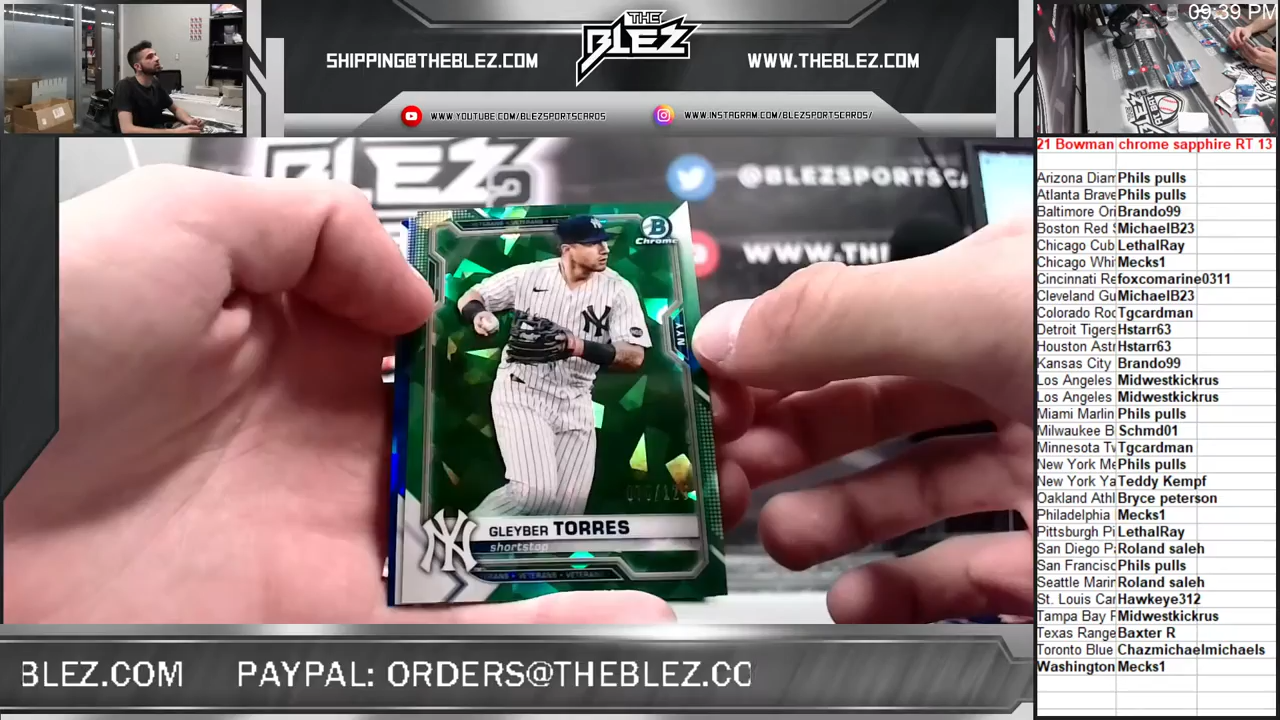 09:39 PM
THE
BLEZ
SHIPPING@THEBLEZ.COM
WWW.THEBLEZ.COM
WWW.YOUTUBE.COM/BLEZSPORTSCARDS
WWW.INSTAGRAM.COM/BLEZSPORTSCARDS/
BLEZ
@BLEZSPORTSCA
WWW.THE
B
Chrome
NYY
GLEYBER TORRES
shortstop
VETERANS
21 Bowman chrome sapphire RT 13
Arizona Diam Phils pulls
Atlanta Brave Phils pulls
Baltimore Ori Brando99
Boston Red S MichaelB23
Chicago Cub LethalRay
Chicago Whi Mecks1
Cincinnati Re foxcomarine0311
Cleveland Gu MichaelB23
Colorado Roc Tgcardman
Detroit Tigers Hstarr63
Houston Astr Hstarr63
Kansas City Brando99
Los Angeles Midwestkickrus
Los Angeles Midwestkickrus
Miami Marlin Phils pulls
Milwaukee B Schmd01
Minnesota Tw Tgcardman
New York Me Phils pulls
New York Ya Teddy Kempf
Oakland Athl Bryce peterson
Philadelphia Mecks1
Pittsburgh Pi LethalRay
San Diego Pa Roland saleh
San Francisc Phils pulls
Seattle Marin Roland saleh
St. Louis Car Hawkeye312
Tampa Bay R Midwestkickrus
Texas Range Baxter R
Toronto Blue Chazmichaelmichaels
Washington Mecks1
BLEZ.COM PAYPAL: ORDERS@THEBLEZ.CO